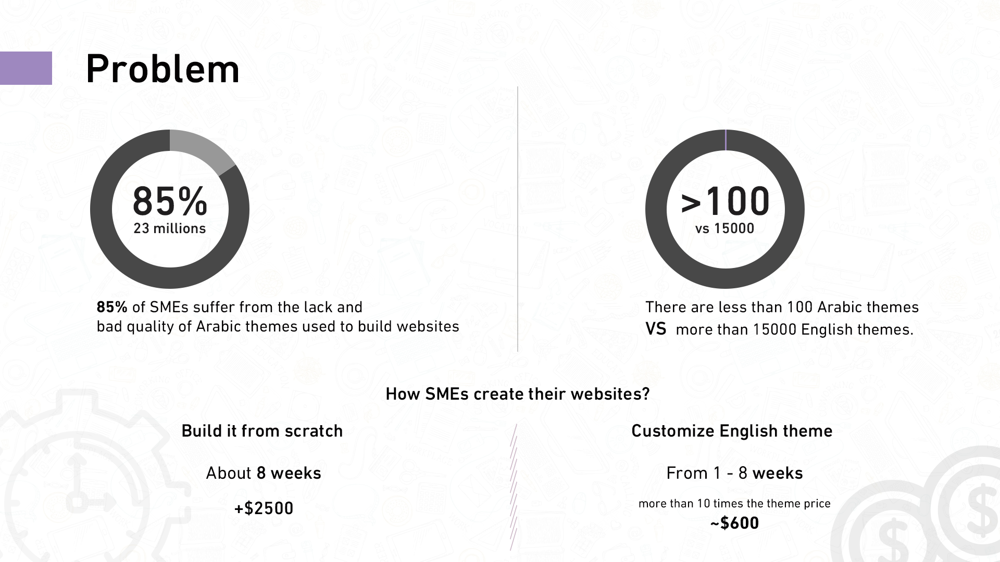 Problem
85%
23 millions
85% of SMEs suffer from the lack and
bad quality of Arabic themes used to build websites
>100
vs 15000
There are less than 100 Arabic themes
VS more than 15000 English themes.
How SMEs create their websites?
Build it from scratch
About 8 weeks
+$2500
Customize English theme
From 1 - 8 weeks
more than 10 times the theme price
~$600